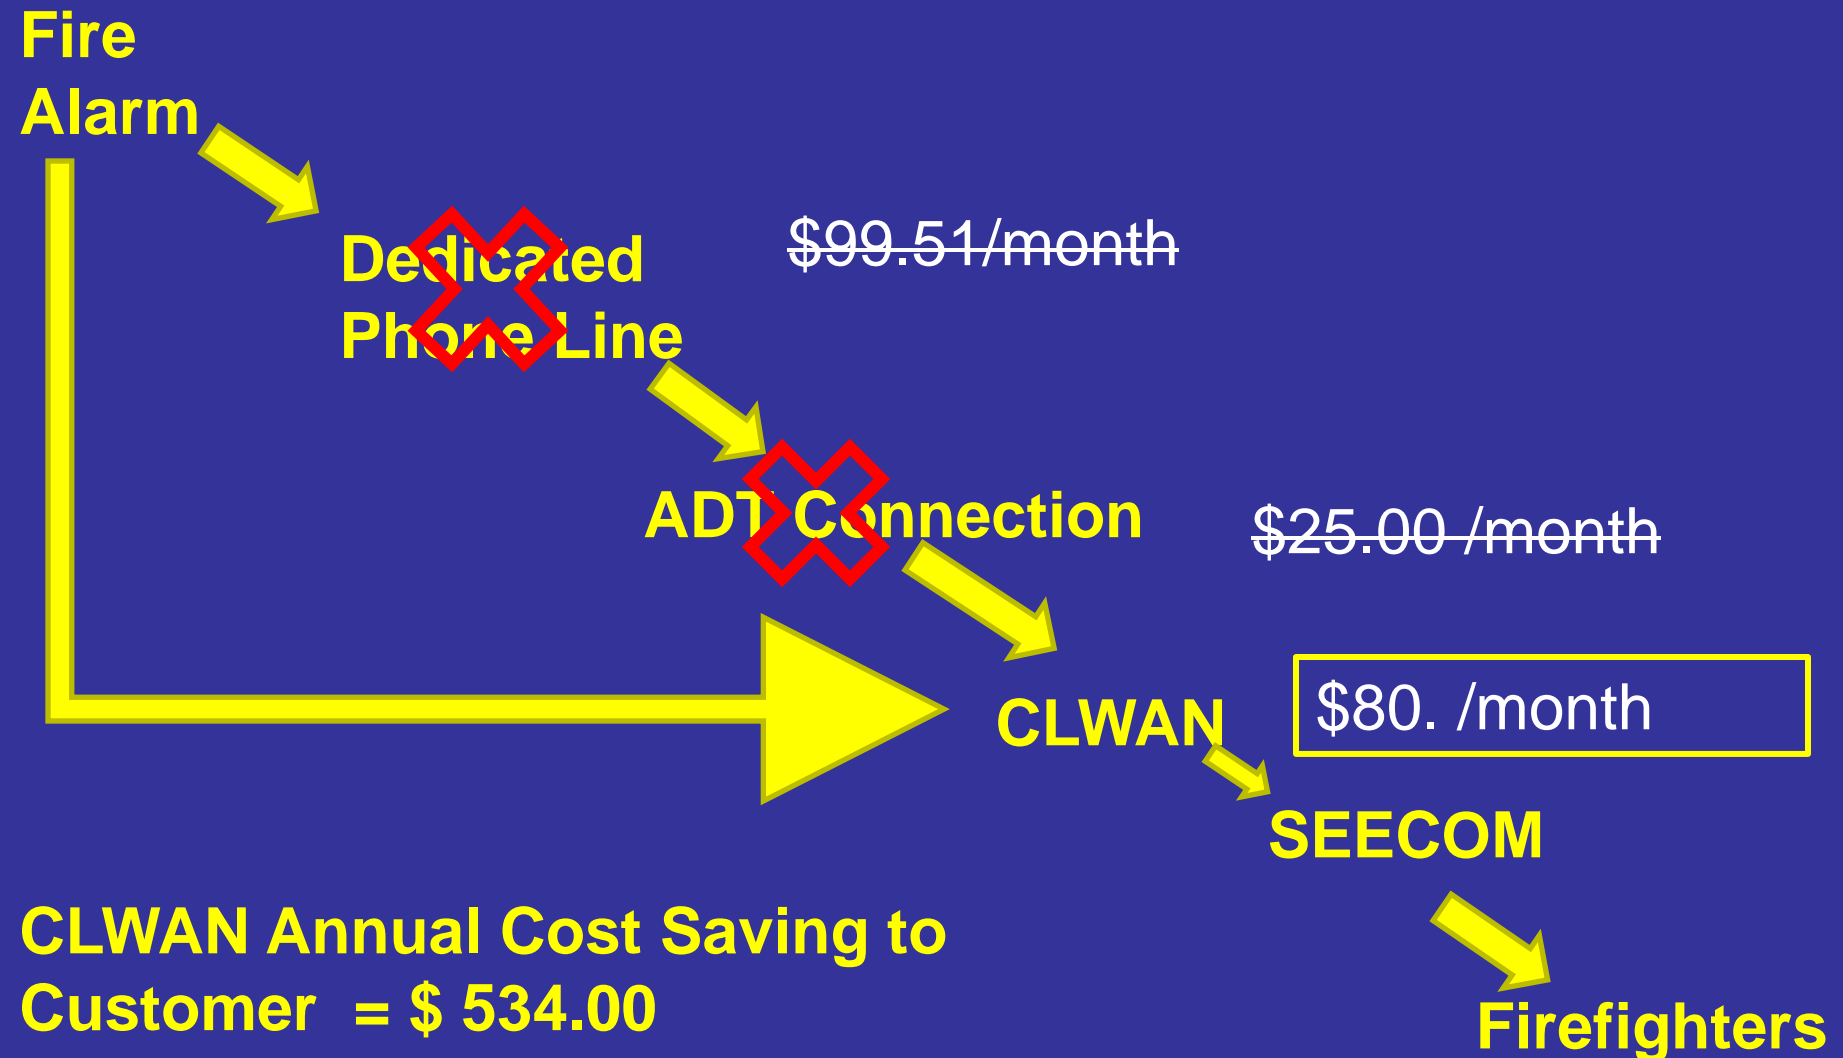 Fire
Alarm
Dedicated
Phone Line
$99.51/month
ADT Connection
$25.00 /month
CLWAN
$80. /month
SEECOM
CLWAN Annual Cost Saving to
Customer = $ 534.00
Firefighters